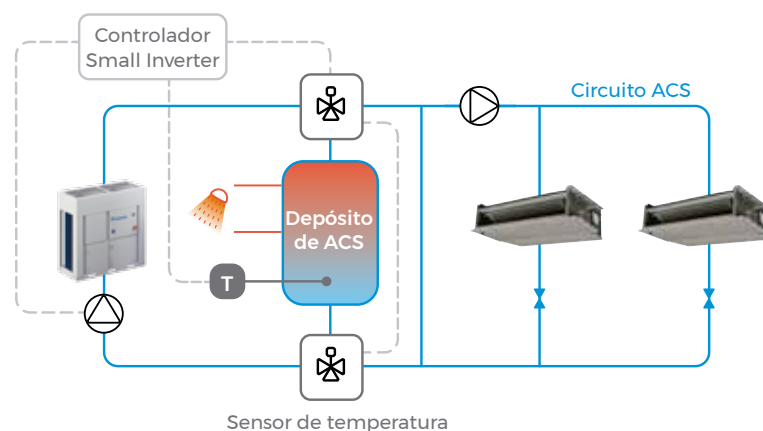 Controlador
Small Inverter
Circuito ACS
Depósito
de ACS
T
Sensor de temperatura